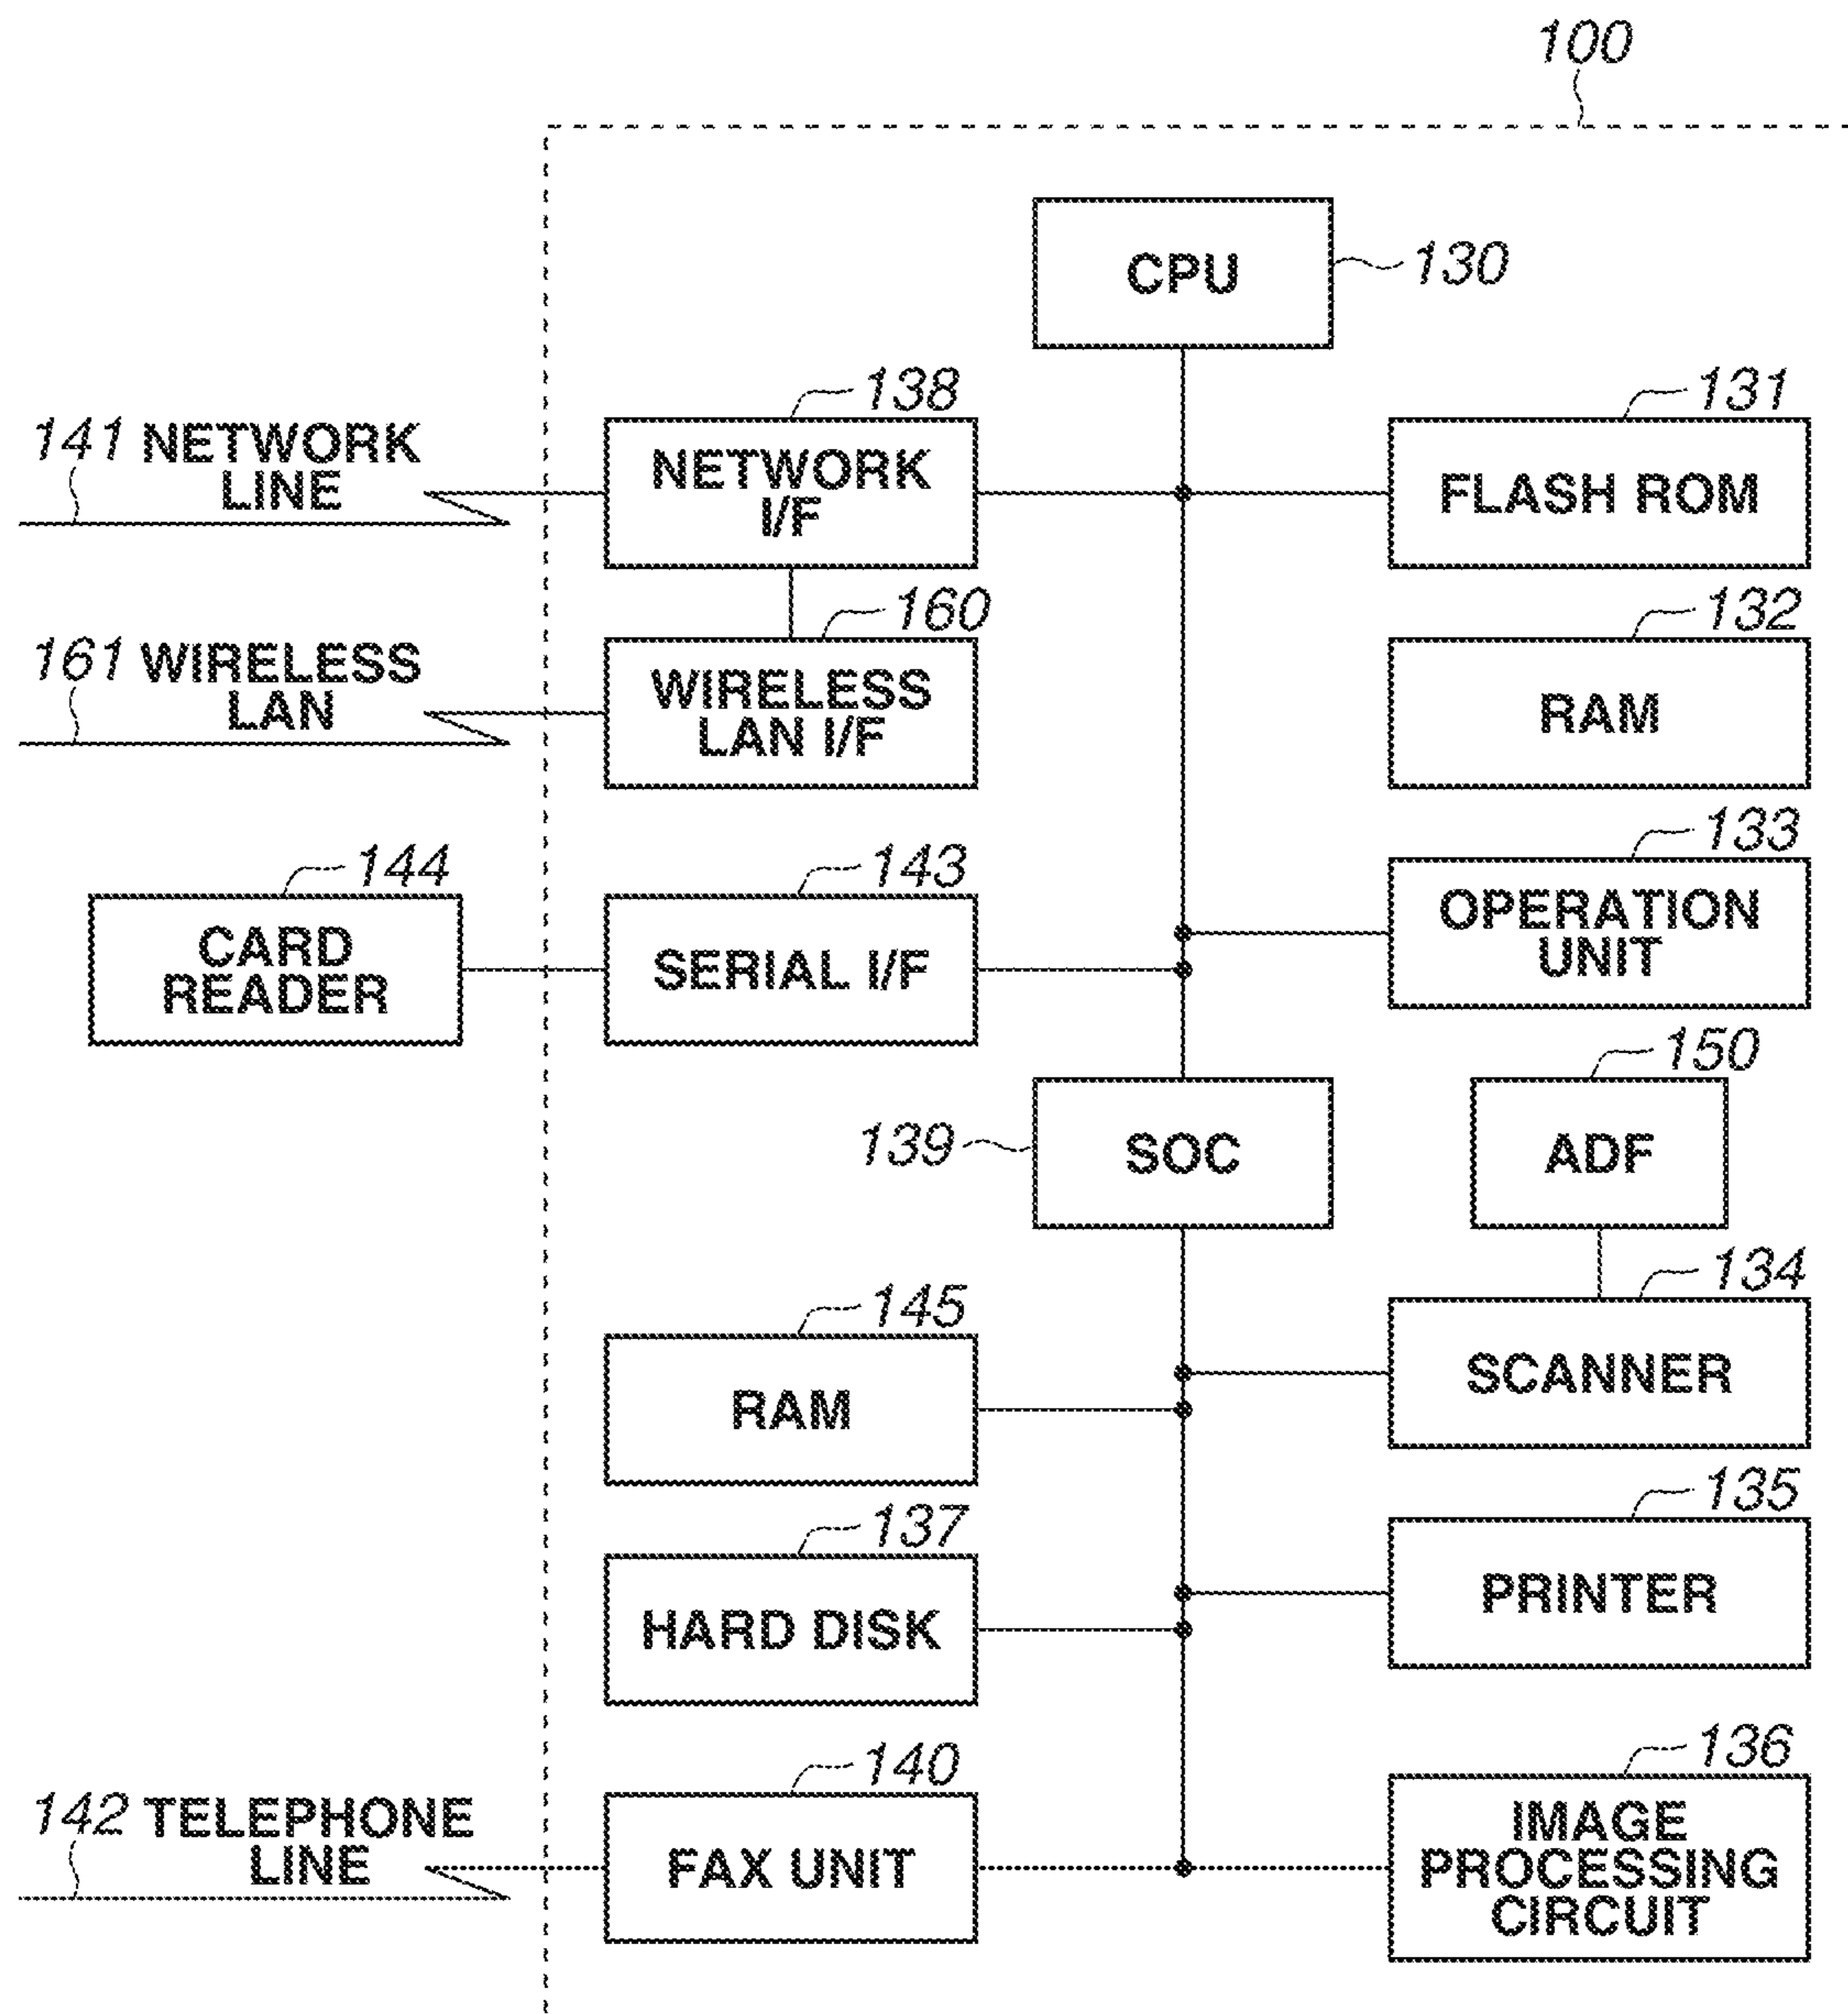 100
CPU
130
138
131
141 NETWORK
LINE
NETWORK
I/F
FLASH ROM
160
132
161 WIRELESS
LAN
WIRELESS
LAN I/F
RAM
133
144
143
OPERATION
UNIT
CARD
READER
SERIAL I/F
150
139
SOC
ADF
134
145
SCANNER
RAM
135
137
PRINTER
HARD DISK
136
140
142 TELEPHONE
LINE
FAX UNIT
IMAGE
PROCESSING
CIRCUIT